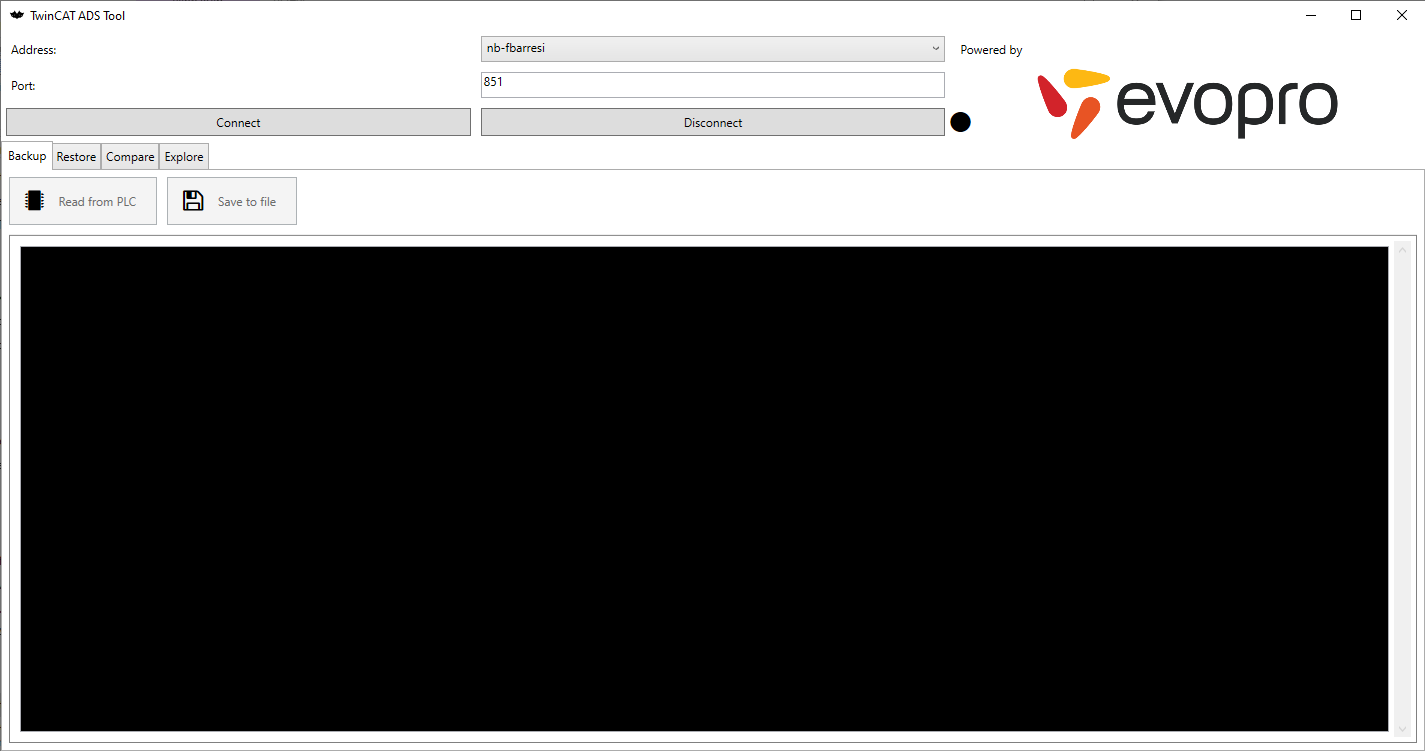 TwinCAT ADS Tool
Address:
nb-fbarresi
Powered by
Port:
851
evopro
Connect
Disconnect
Backup
Restore
Compare
Explore
Read from PLC
Save to file